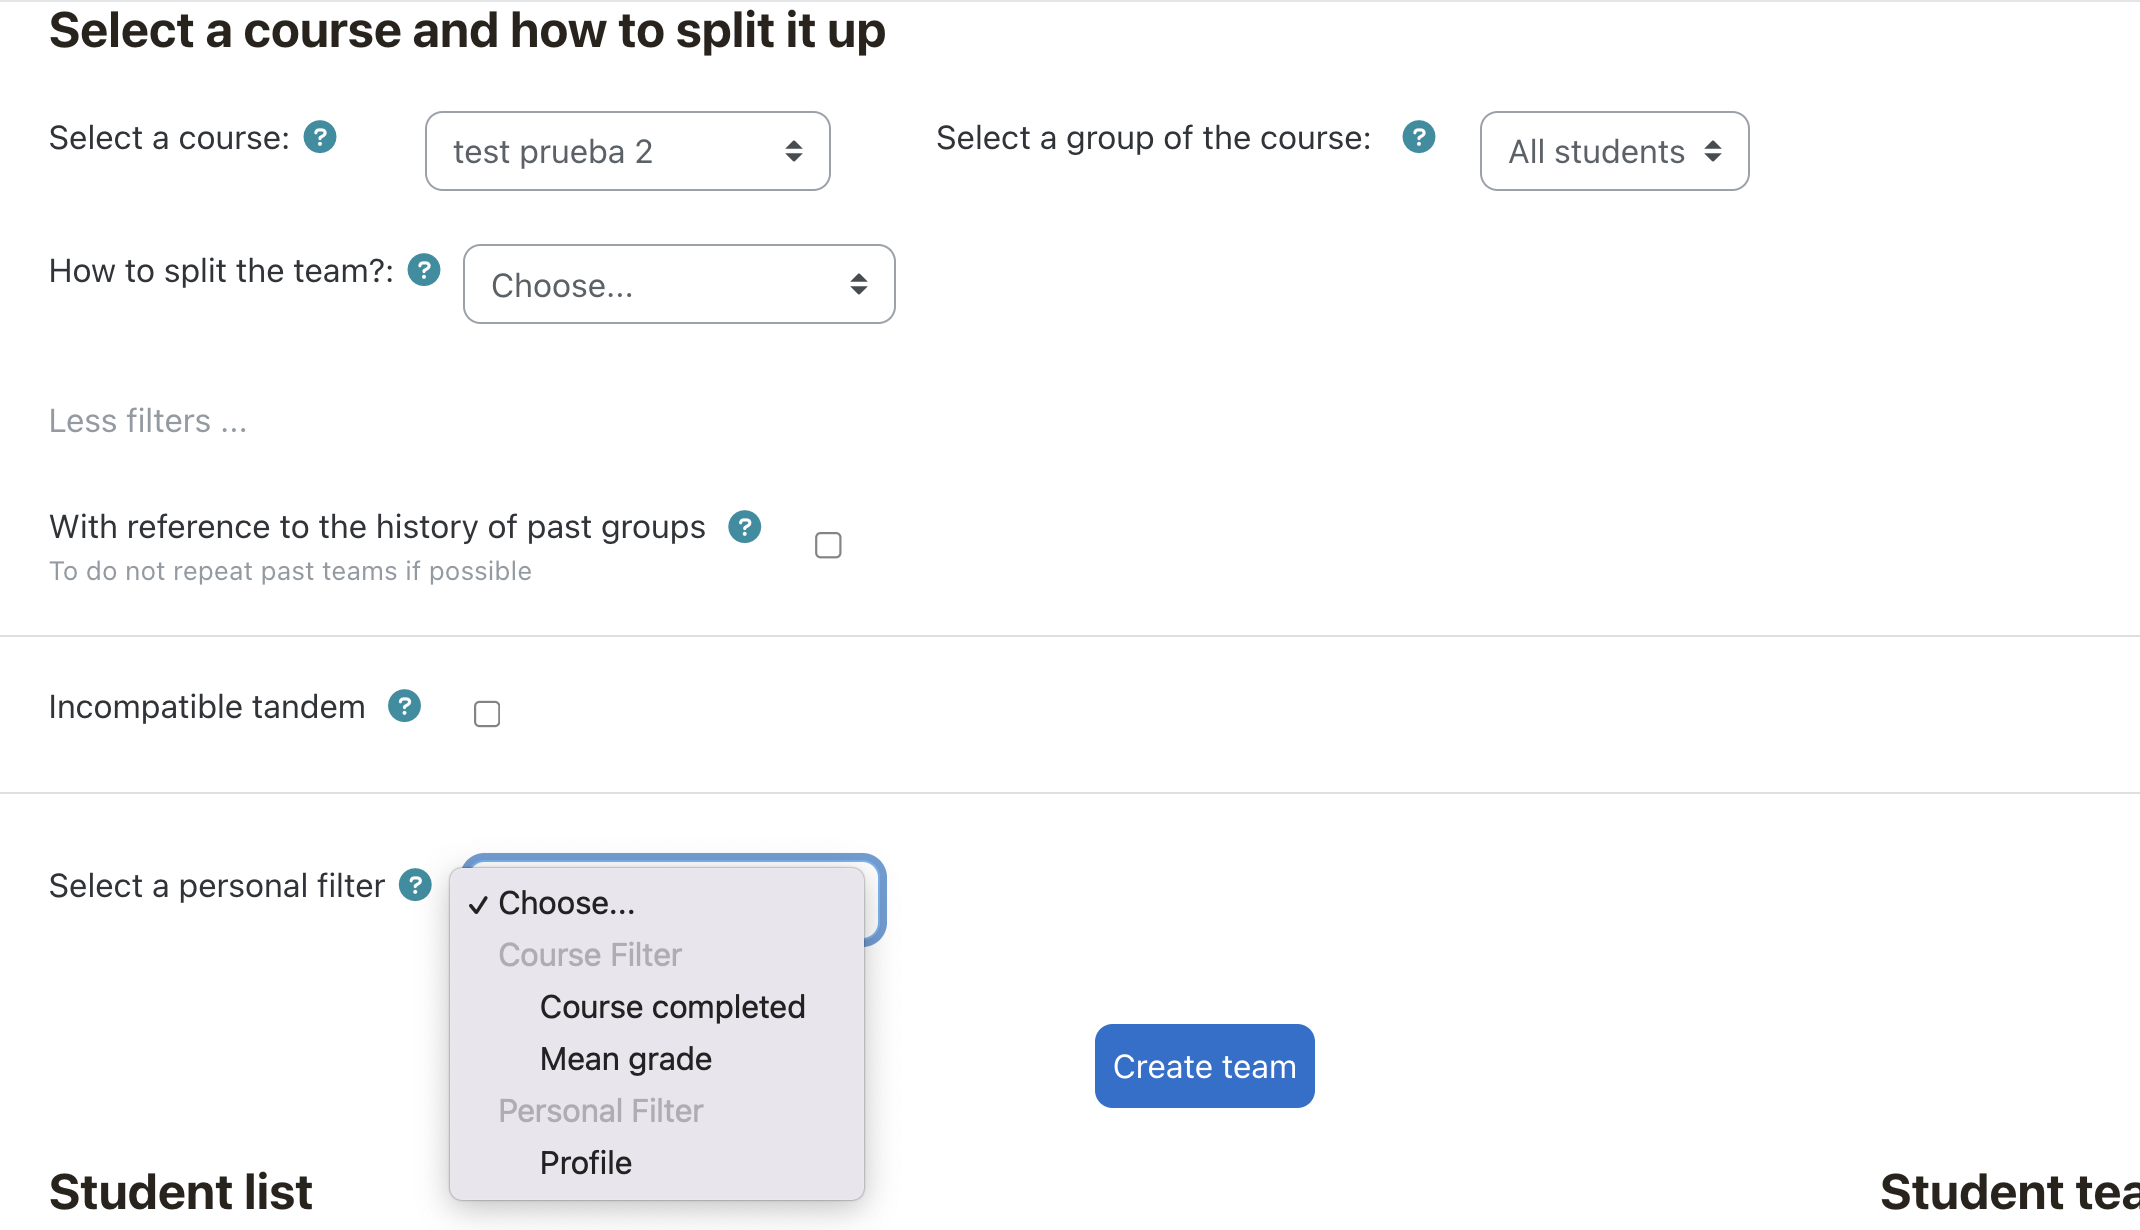 Select a course and how to split it up
Select a course: ?
test prueba 2
Select a group of the course: ?
All students
How to split the team?: ?
Choose...
Less filters ...
With reference to the history of past groups ?
To do not repeat past teams if possible
Incompatible tandem ?
Select a personal filter ?
✓ Choose...
Course Filter
Course completed
Mean grade
Personal Filter
Profile
Create team
Student list
Student